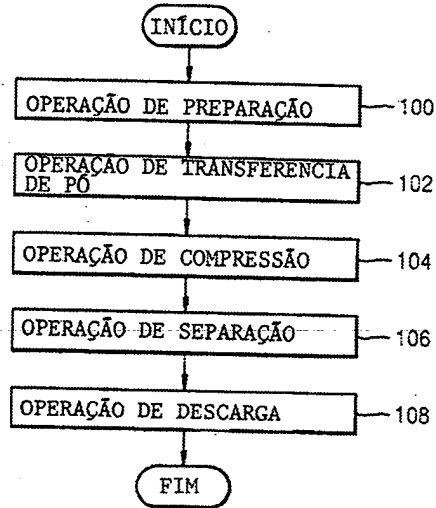 INÍCIO
OPERAÇÃO DE PREPARAÇÃO
100
OPERAÇÃO DE TRANSFERENCIA
DE PÓ
102
OPERAÇÃO DE COMPRESSÃO
104
OPERAÇÃO DE SEPARAÇÃO
106
OPERAÇÃO DE DESCARGA
108
FIM